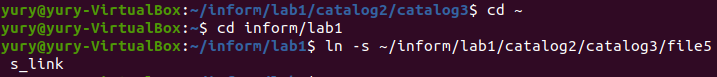 yury@yury-VirtualBox:~/inform/lab1/catalog2/catalog3$ cd ~
yury@yury-VirtualBox:~$ cd inform/lab1
yury@yury-VirtualBox:~/inform/lab1$ ln -s ~/inform/lab1/catalog2/catalog3/file5
s_link